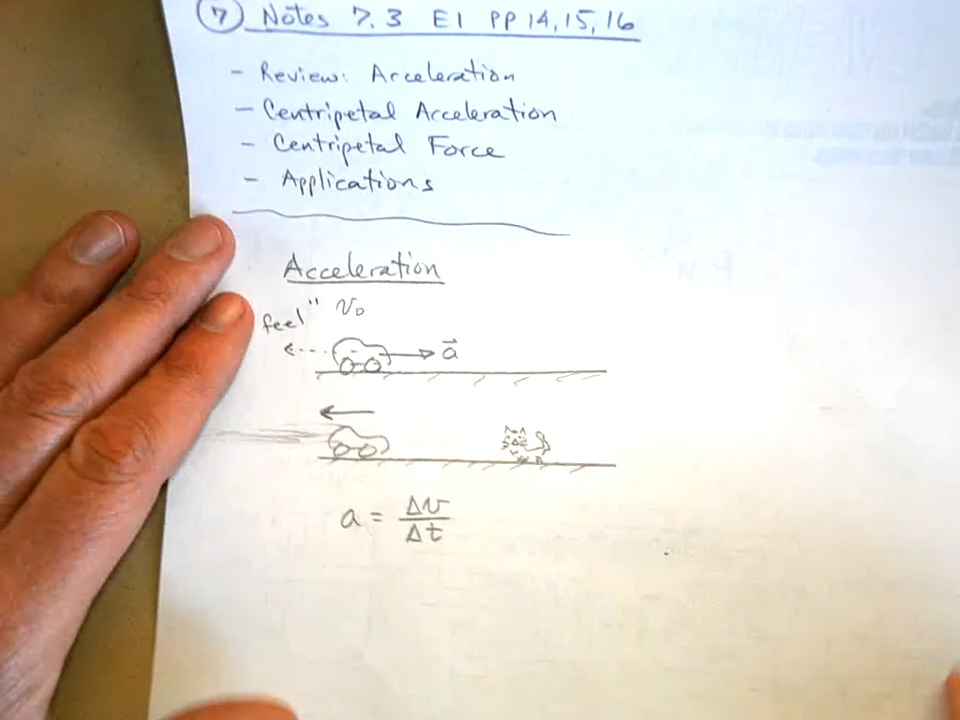 7 Notes 7.3 E1 PP 14,15,16
- Review: Acceleration
- Centripetal Acceleration
- Centripetal Force
- Applications
Acceleration
feel" v₀
a⃗
a = Δv/Δt